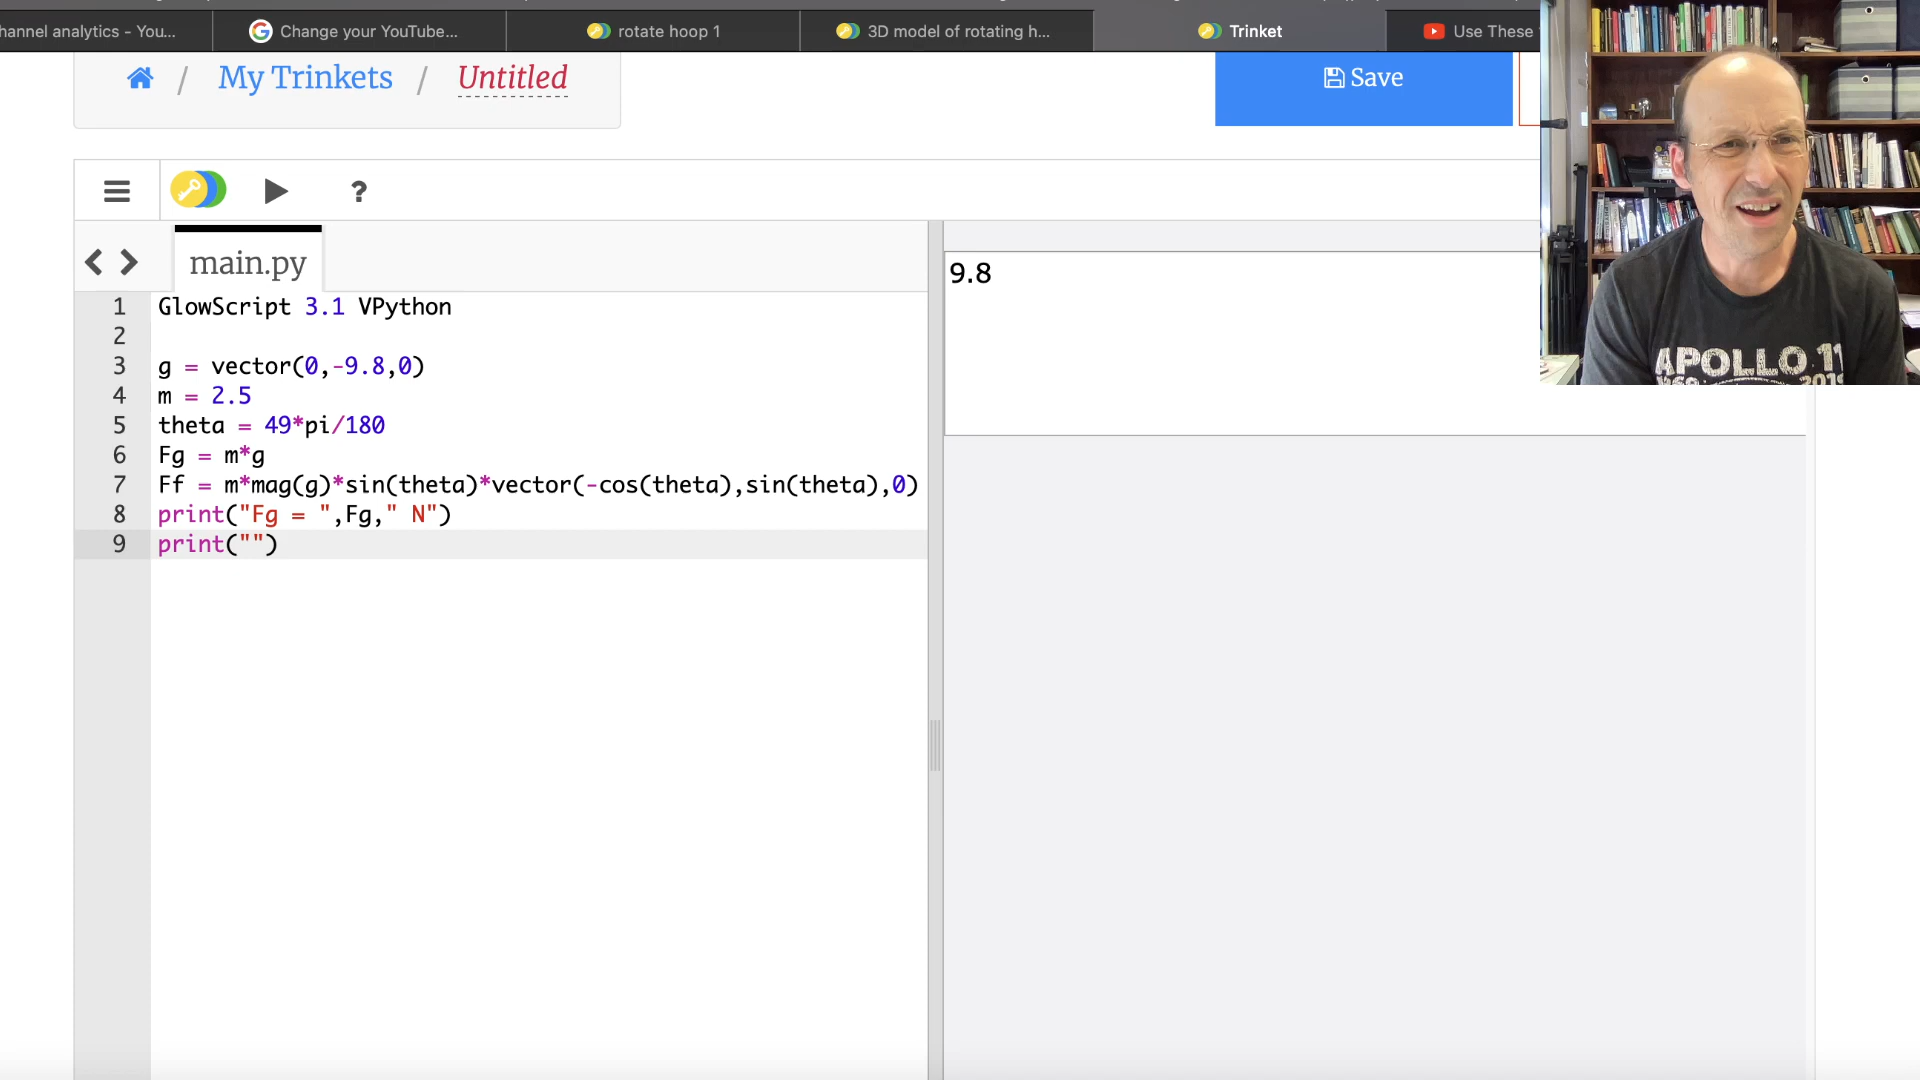 hannel analytics - You...
Change your YouTube...
rotate hoop 1
3D model of rotating h...
Trinket
Use These
/ My Trinkets / Untitled
Save
?
main.py
9.8
1 GlowScript 3.1 VPython
2
3 g = vector(0,-9.8,0)
4 m = 2.5
5 theta = 49*pi/180
6 Fg = m*g
7 Ff = m*mag(g)*sin(theta)*vector(-cos(theta),sin(theta),0)
8 print("Fg = ",Fg," N")
9 print("")
APOLLO 11